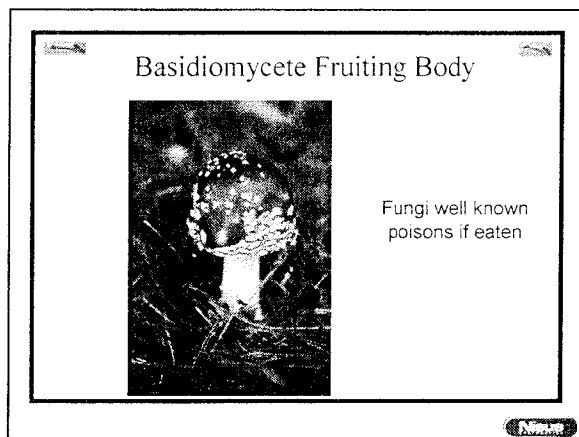 Basidiomycete Fruiting Body
Fungi well known
poisons if eaten